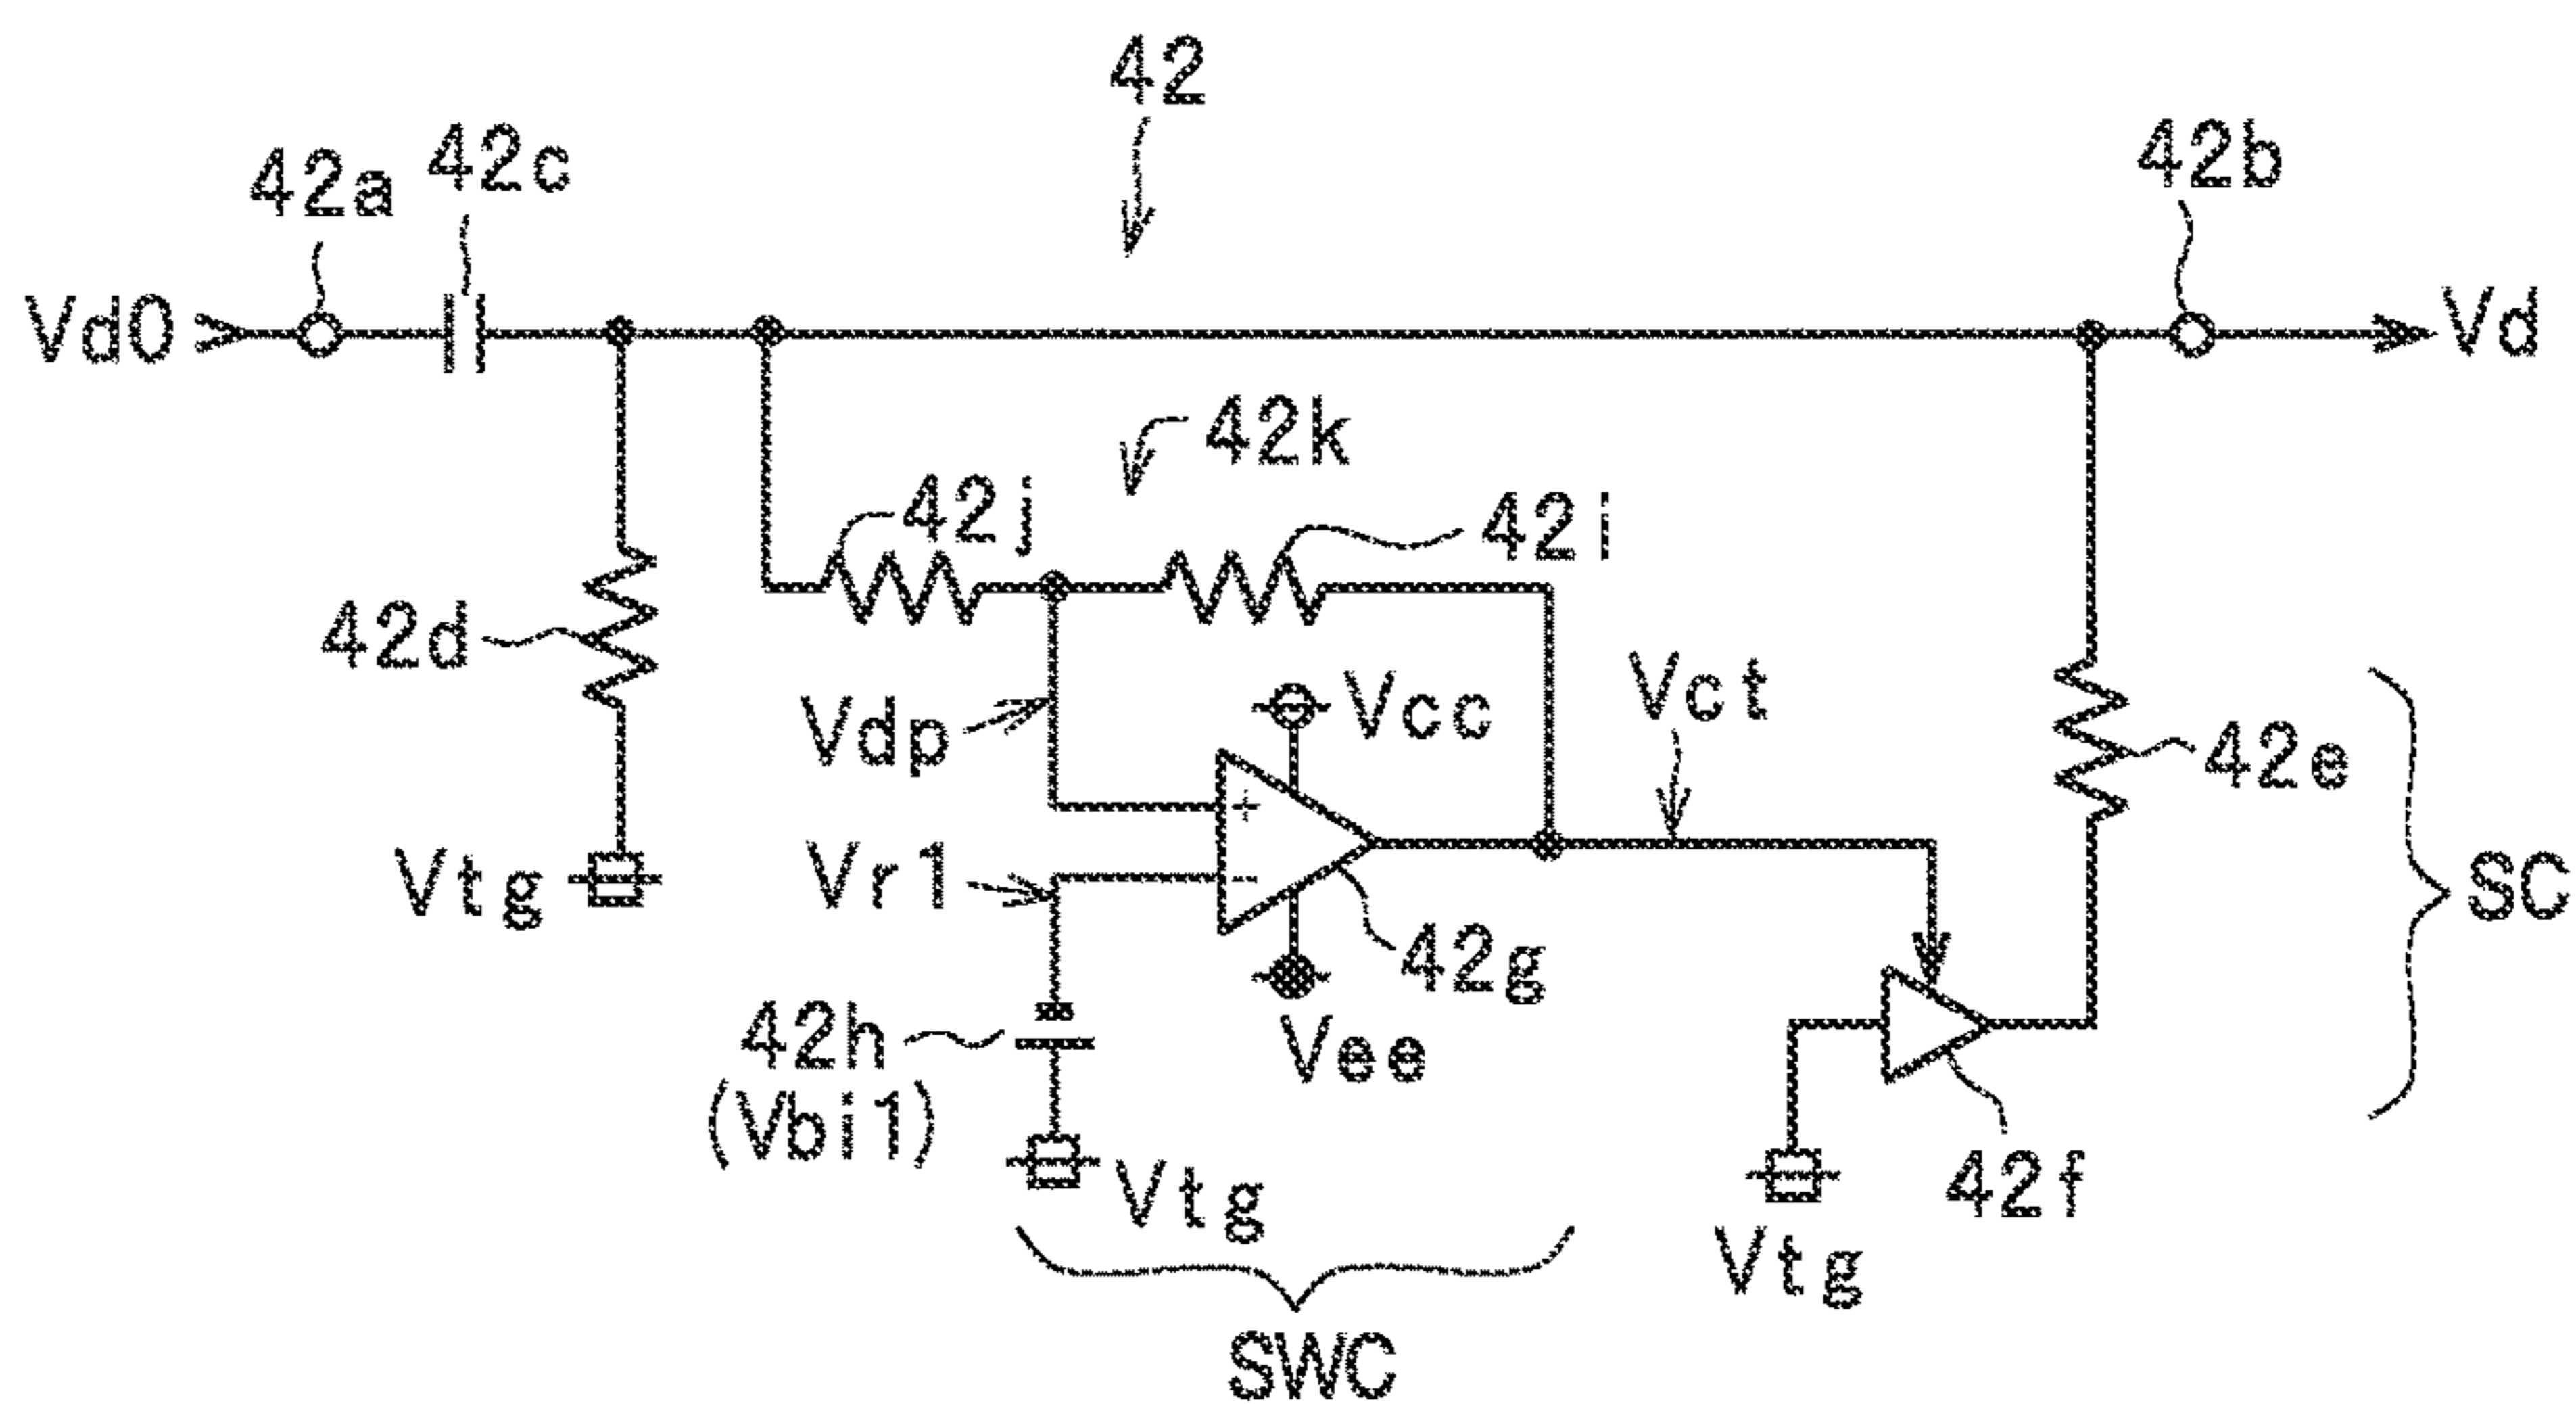 42
42a
42c
42b
Vd0
Vd
42k
42j
42i
42d
Vdp
Vcc
Vct
42e
+
Vr1
-
Vtg
SC
42g
42h
(Vbi1)
Vee
Vtg
42f
Vtg
SWC